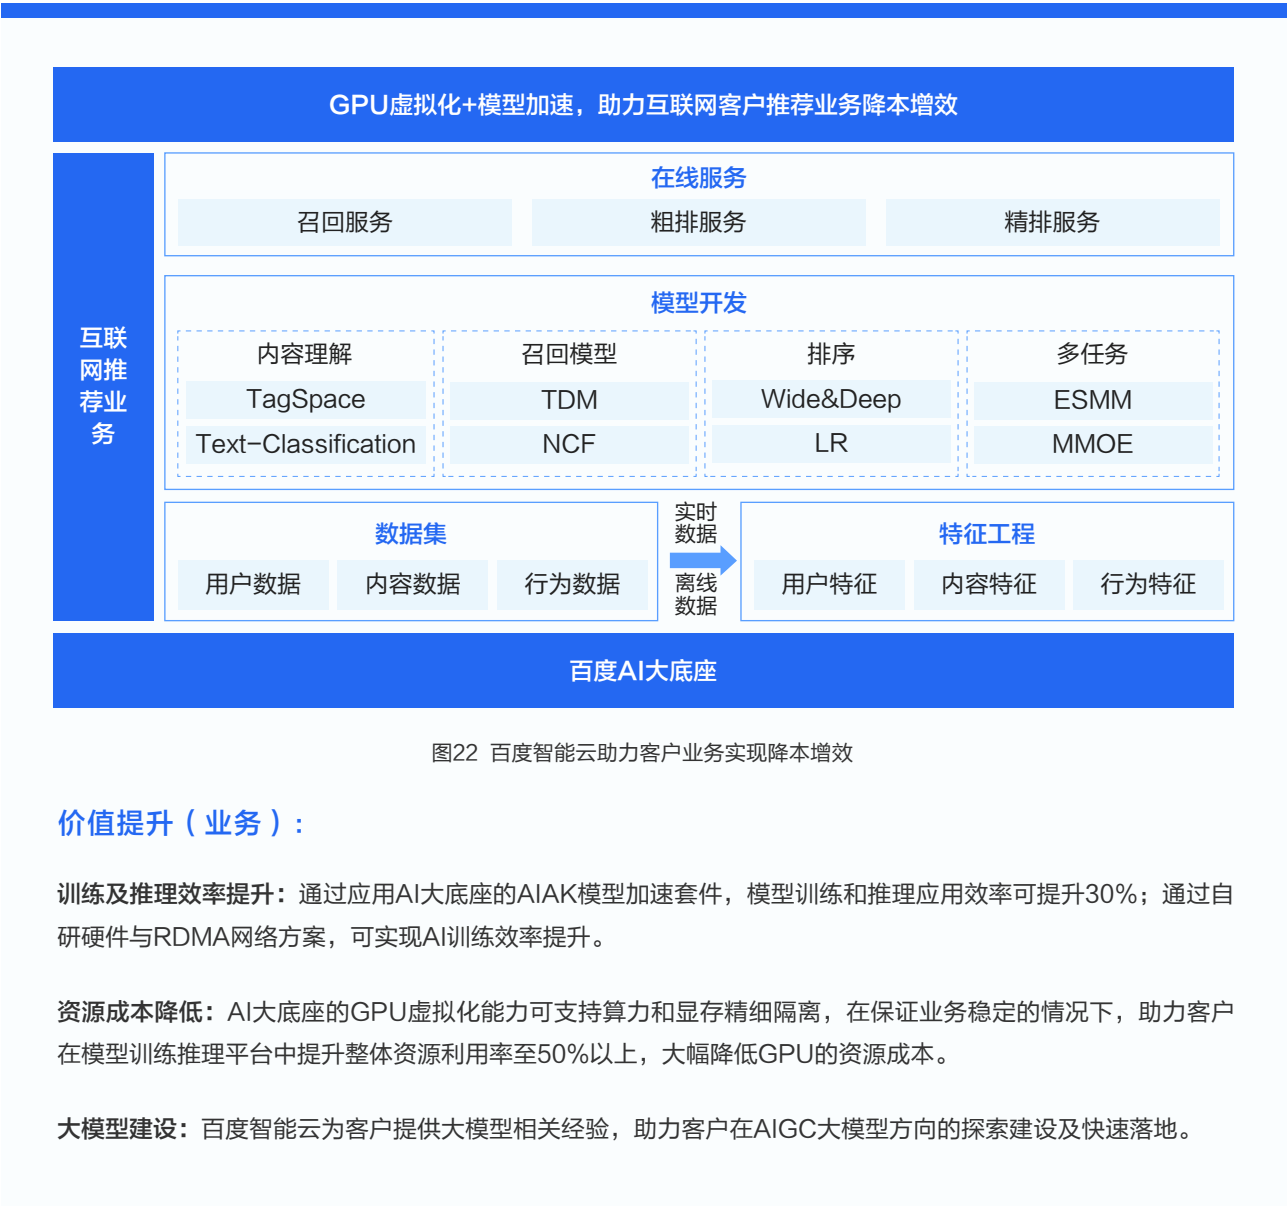 GPU虚拟化+模型加速，助力互联网客户推荐业务降本增效
互联
网推
荐业
务
在线服务
召回服务
粗排服务
精排服务
模型开发
内容理解
TagSpace
Text-Classification
召回模型
TDM
NCF
排序
Wide&Deep
LR
多任务
ESMM
MMOE
数据集
用户数据
内容数据
行为数据
实时
数据
离线
数据
特征工程
用户特征
内容特征
行为特征
百度AI大底座
图22 百度智能云助力客户业务实现降本增效
价值提升（业务）：
训练及推理效率提升：通过应用AI大底座的AIAK模型加速套件，模型训练和推理应用效率可提升30%；通过自
研硬件与RDMA网络方案，可实现AI训练效率提升。
资源成本降低：AI大底座的GPU虚拟化能力可支持算力和显存精细隔离，在保证业务稳定的情况下，助力客户
在模型训练推理平台中提升整体资源利用率至50%以上，大幅降低GPU的资源成本。
大模型建设：百度智能云为客户提供大模型相关经验，助力客户在AIGC大模型方向的探索建设及快速落地。